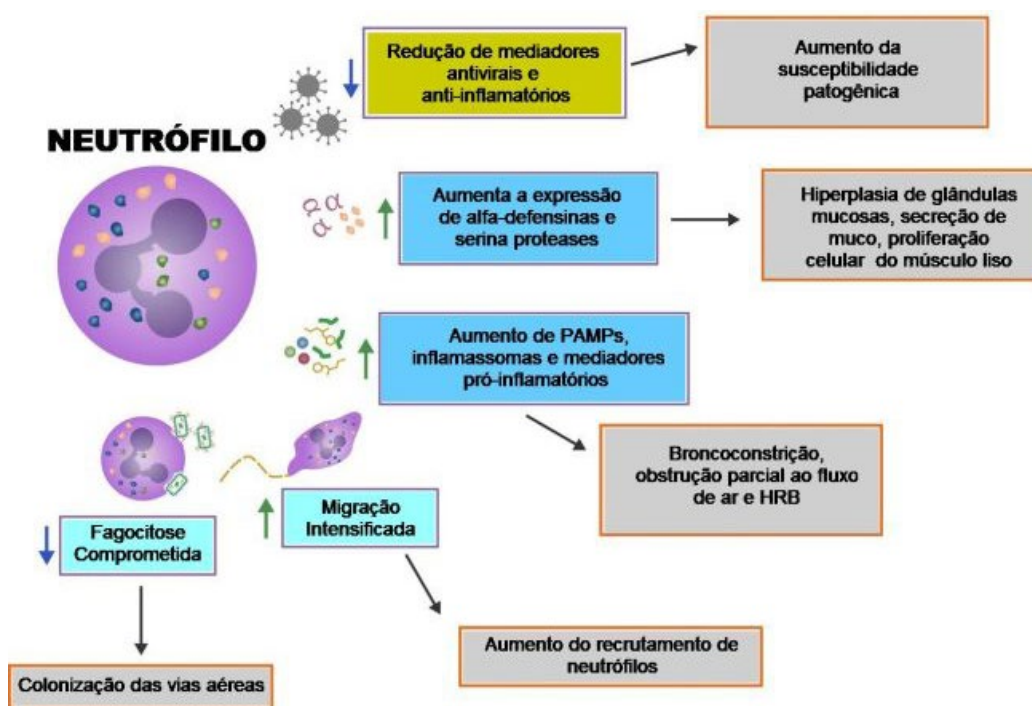 Redução de mediadores
antivirais e
anti-inflamatórios
Aumento da
susceptibilidade
patogênica
NEUTRÓFILO
Aumenta a expressão
de alfa-defensinas e
serina proteases
Hiperplasia de glândulas
mucosas, secreção de
muco, proliferação
celular do músculo liso
Aumento de PAMPs,
inflamassomas e mediadores
pró-inflamatórios
Broncoconstrição,
obstrução parcial ao fluxo
de ar e HRB
Migração
Intensificada
Fagocitose
Comprometida
Aumento do recrutamento de
neutrófilos
Colonização das vias aéreas